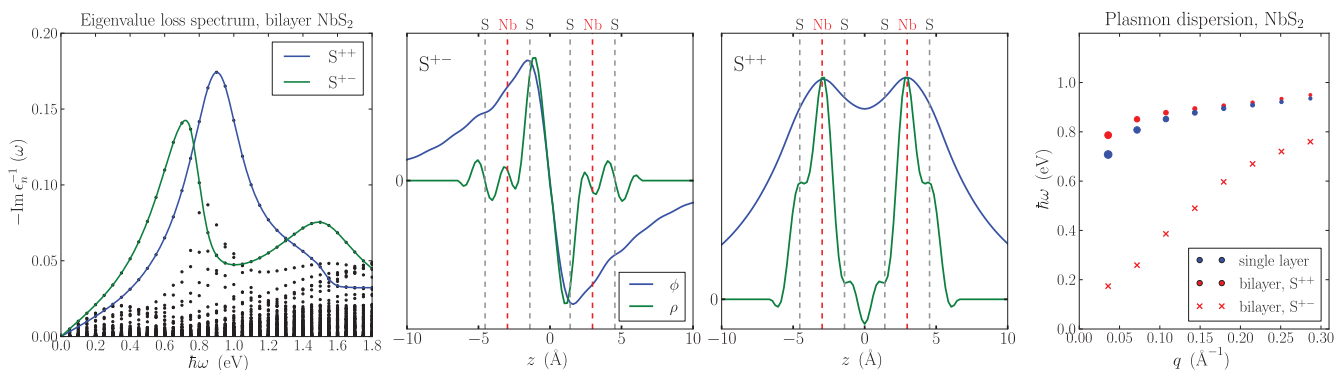 Eigenvalue loss spectrum, bilayer NbS₂
−Im ϵₙ⁻¹ (ω)
0.20
0.15
0.10
0.05
0.00
S⁺⁺
S⁺⁻
0.0 0.2 0.4 0.6 0.8 1.0 1.2 1.4 1.6 1.8
ħω (eV)
S Nb S S Nb S
S⁺⁻
0
ϕ
ρ
−10 −5 0 5 10
z (Å)
S Nb S S Nb S
S⁺⁺
0
−10 −5 0 5 10
z (Å)
Plasmon dispersion, NbS₂
ħω (eV)
1.0
0.8
0.6
0.4
0.2
0.0
single layer
bilayer, S⁺⁺
bilayer, S⁺⁻
0.00 0.05 0.10 0.15 0.20 0.25 0.30
q (Å⁻¹)